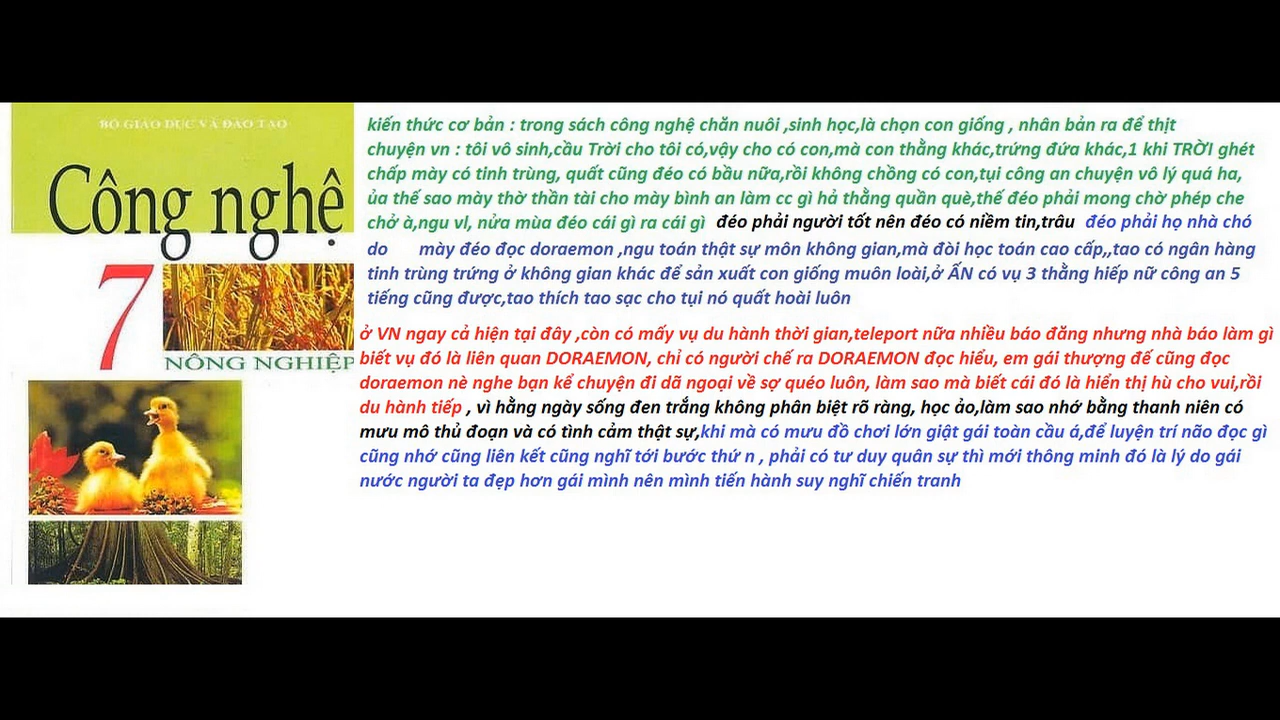 BỘ GIÁO DỤC VÀ ĐÀO TẠO
Công nghệ
7
NÔNG NGHIỆP
kiến thức cơ bản : trong sách công nghệ chăn nuôi ,sinh học,là chọn con giống , nhân bản ra để thịt
chuyện vn : tôi vô sinh,cầu Trời cho tôi có,vậy cho có con,mà con thằng khác,trứng đứa khác,1 khi TRỜI ghét
chấp mày có tinh trùng, quất cũng đéo có bầu nữa,rồi không chồng có con,tụi công an chuyện vô lý quá ha,
ủa thế sao mày thờ thần tài cho mày bình an làm cc gì hả thằng quần què,thế đéo phải mong chờ phép che
chở à,ngu vl, nửa mùa đéo cái gì ra cái gì đéo phải người tốt nên đéo có niềm tin,trâu đéo phải họ nhà chó
do mày đéo đọc doraemon ,ngu toán thật sự môn không gian,mà đòi học toán cao cấp,,tao có ngân hàng
tinh trùng trứng ở không gian khác để sản xuất con giống muôn loài,ở ẤN có vụ 3 thằng hiếp nữ công an 5
tiếng cũng được,tao thích tao sạc cho tụi nó quất hoài luôn
ở VN ngay cả hiện tại đây ,còn có mấy vụ du hành thời gian,teleport nữa nhiều báo đăng nhưng nhà báo làm gì
biết vụ đó là liên quan DORAEMON, chỉ có người chế ra DORAEMON đọc hiểu, em gái thượng đế cũng đọc
doraemon nè nghe bạn kể chuyện đi dã ngoại về sợ quéo luôn, làm sao mà biết cái đó là hiển thị hù cho vui,rồi
du hành tiếp , vì hằng ngày sống đen trắng không phân biệt rõ ràng, học ảo,làm sao nhớ bằng thanh niên có
mưu mô thủ đoạn và có tình cảm thật sự,khi mà có mưu đồ chơi lớn giật gái toàn cầu á,để luyện trí não đọc gì
cũng nhớ cũng liên kết cũng nghĩ tới bước thứ n , phải có tư duy quân sự thì mới thông minh đó là lý do gái
nước người ta đẹp hơn gái mình nên mình tiến hành suy nghĩ chiến tranh